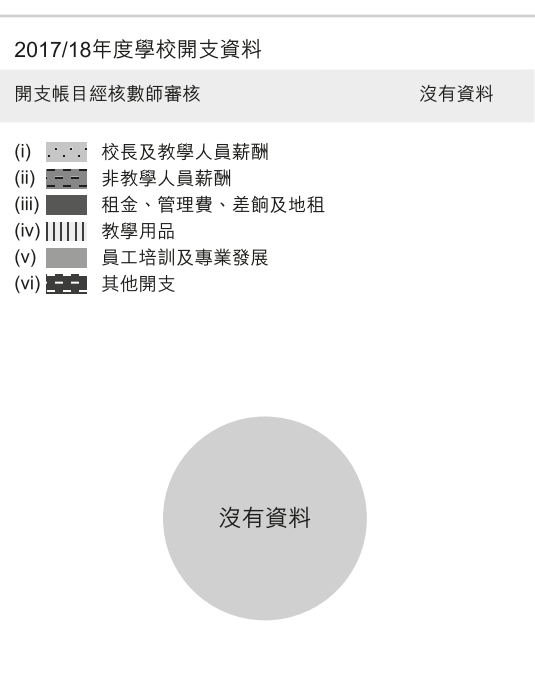 2017/18年度學校開支資料
開支帳目經核數師審核 沒有資料
(i) 校長及教學人員薪酬
(ii) 非教學人員薪酬
(iii) 租金、管理費、差餉及地租
(iv) 教學用品
(v) 員工培訓及專業發展
(vi) 其他開支
沒有資料